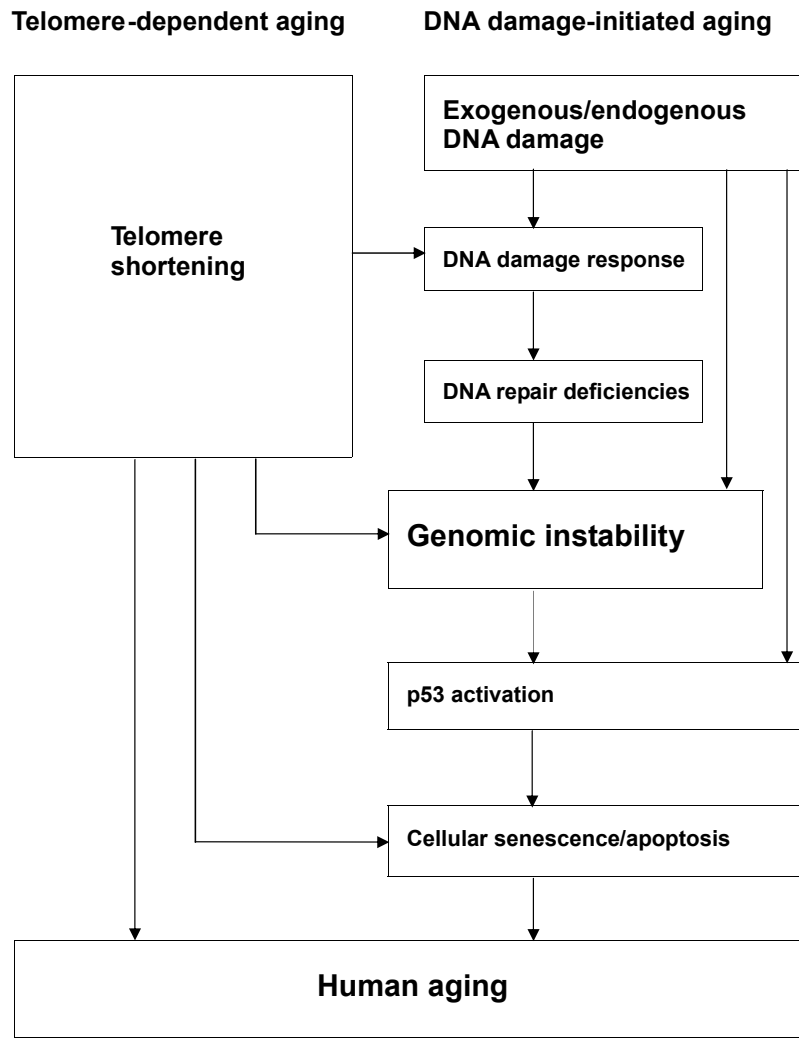 Telomere-dependent aging
DNA damage-initiated aging
Exogenous/endogenous
DNA damage
Telomere
shortening
DNA damage response
DNA repair deficiencies
Genomic instability
p53 activation
Cellular senescence/apoptosis
Human aging